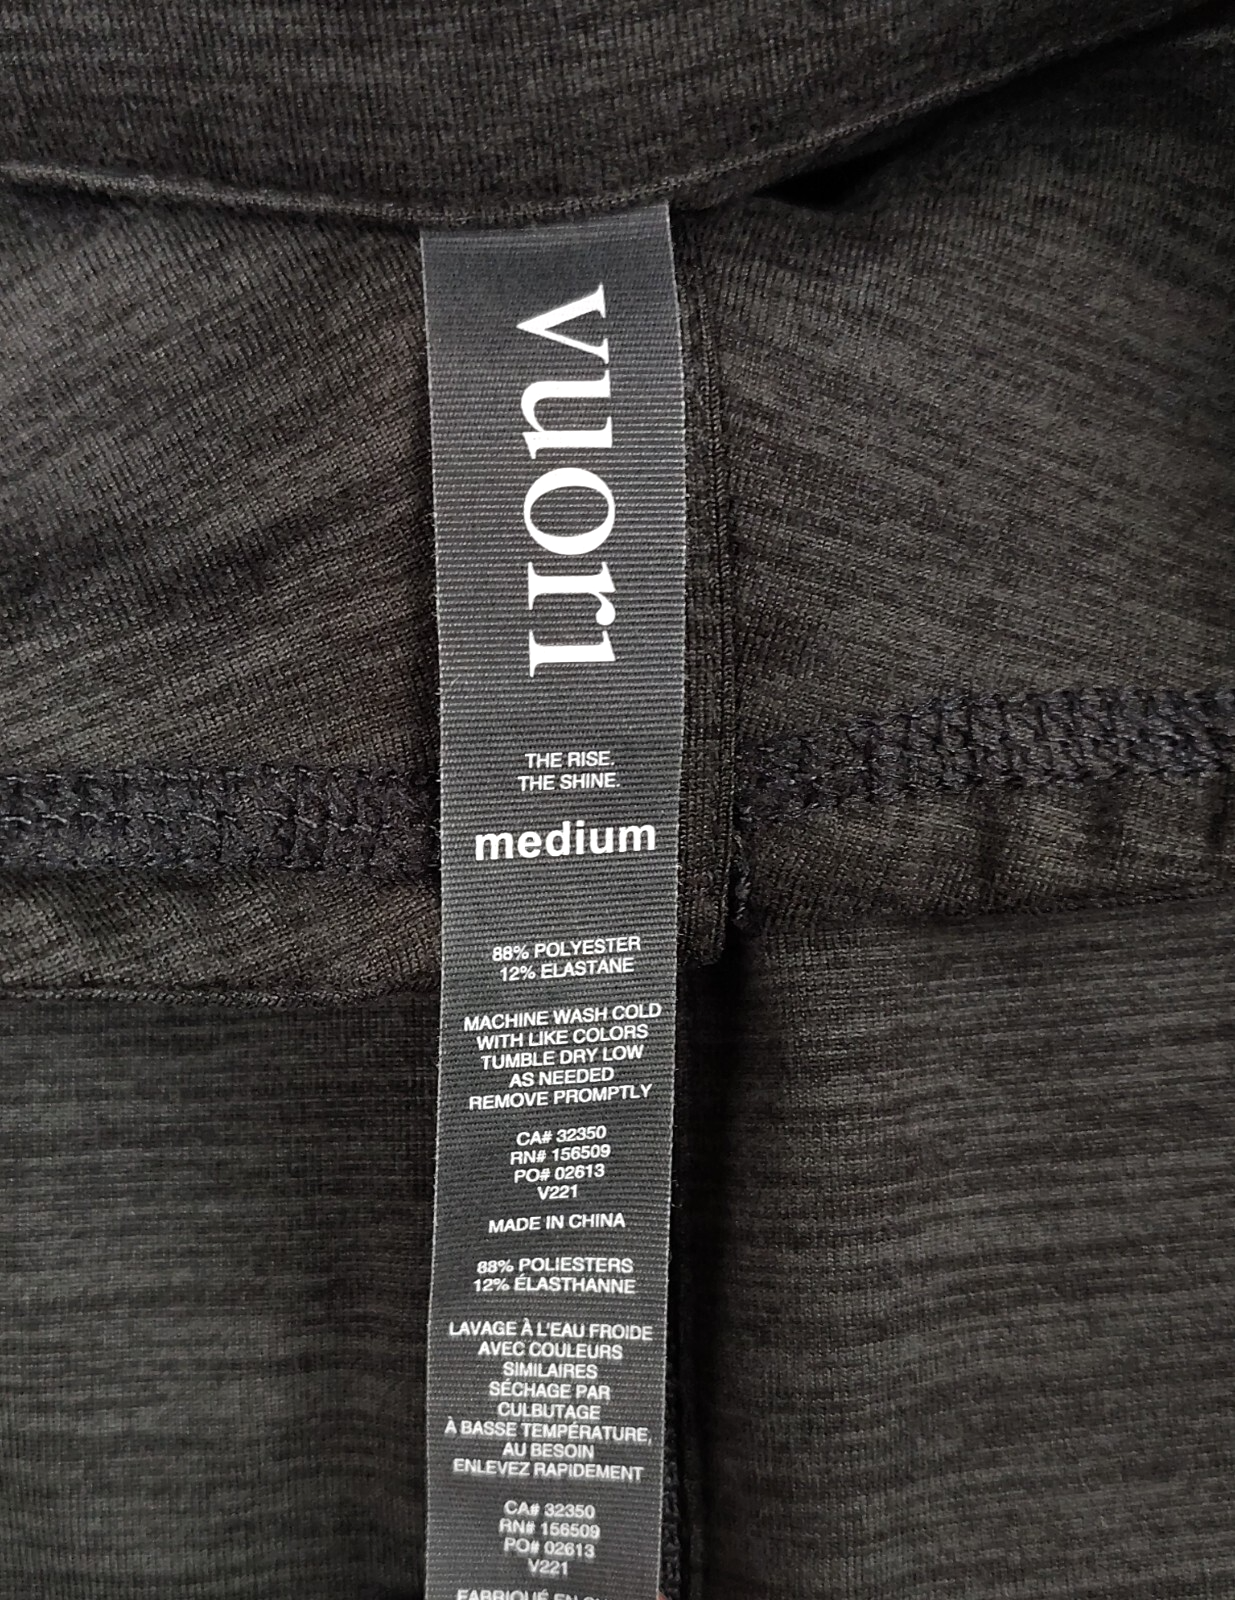 vuori
THE RISE.
THE SHINE.
medium
88% POLYESTER
12% ELASTANE
MACHINE WASH COLD
WITH LIKE COLORS
TUMBLE DRY LOW
AS NEEDED
REMOVE PROMPTLY
CA# 32350
RN# 156509
PO# 02613
V221
MADE IN CHINA
88% POLIESTERS
12% ÉLASTHANNE
LAVAGE À L'EAU FROIDE
AVEC COULEURS
SIMILAIRES
SÉCHAGE PAR
CULBUTAGE
À BASSE TEMPÉRATURE,
AU BESOIN
ENLEVEZ RAPIDEMENT
CA# 32350
RN# 156509
PO# 02613
V221
FABRIQUÉ EN